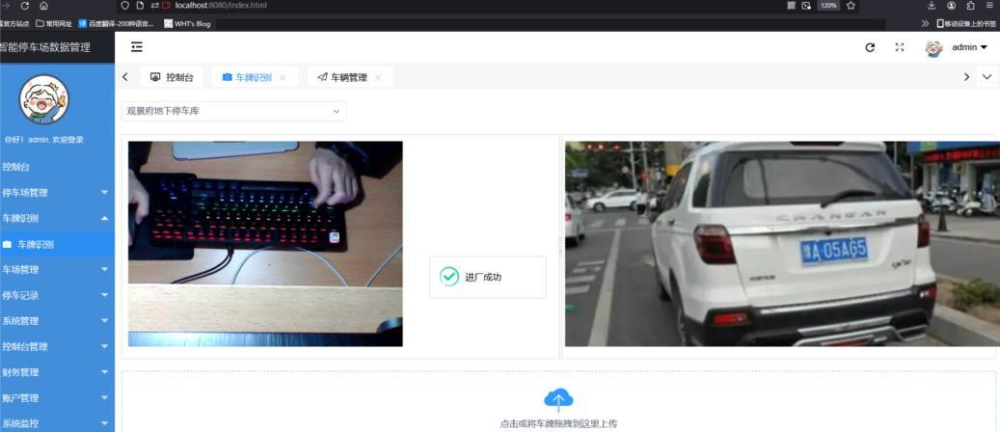 localhost:8080/index.html
120%
官方站点 常用网址 百度翻译-200种语言... WHT's Blog
移动设备上的书签
智能停车场数据管理
admin
控制台 车牌识别 车辆管理
观景府地下停车库
你好！admin, 欢迎登录
控制台
停车场管理
车牌识别
车牌识别
车场管理
停车记录
系统管理
控制台管理
财务管理
账户管理
系统监控
进厂成功
CHANGAN
豫A·05A65
点击或将车牌拖拽到这里上传